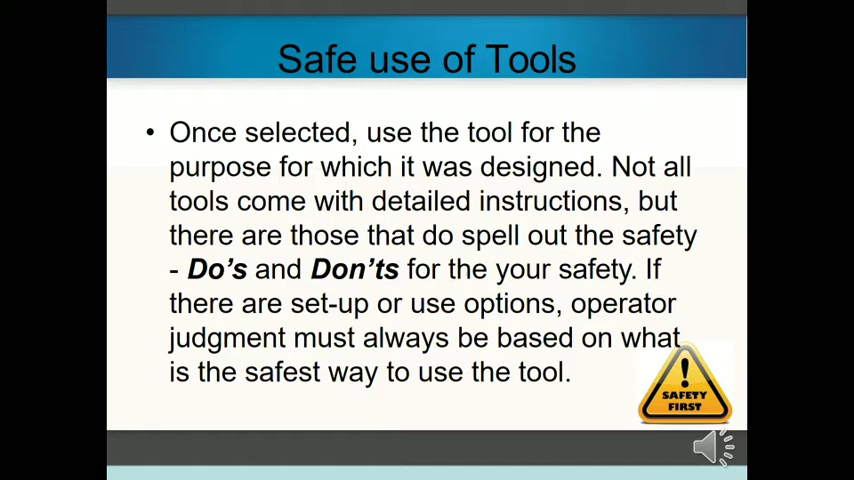 Safe use of Tools
• Once selected, use the tool for the
purpose for which it was designed. Not all
tools come with detailed instructions, but
there are those that do spell out the safety
- Do's and Don'ts for the your safety. If
there are set-up or use options, operator
judgment must always be based on what
is the safest way to use the tool.
SAFETY
FIRST